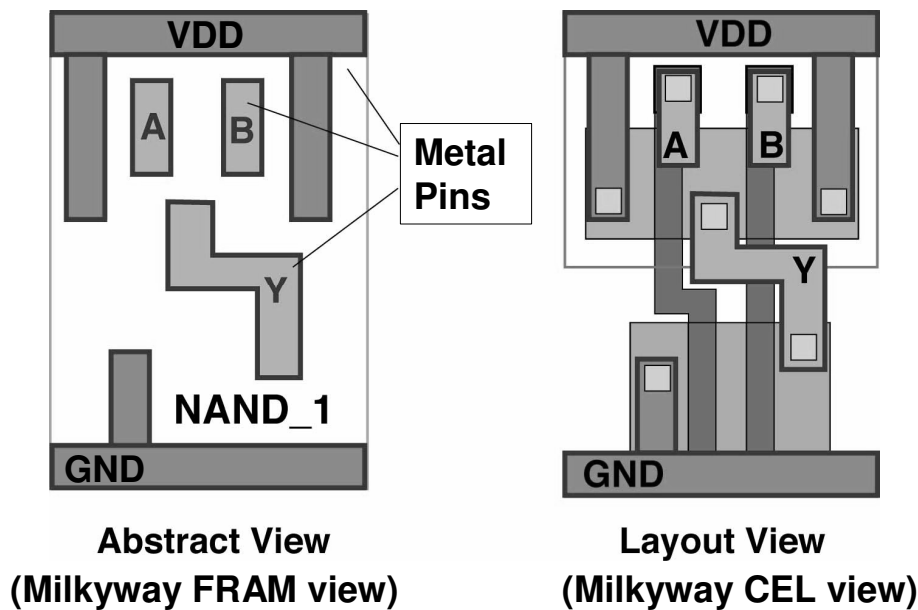 VDD
A
B
Metal
Pins
Y
NAND_1
GND
Abstract View
(Milkyway FRAM view)
VDD
A
B
Y
GND
Layout View
(Milkyway CEL view)